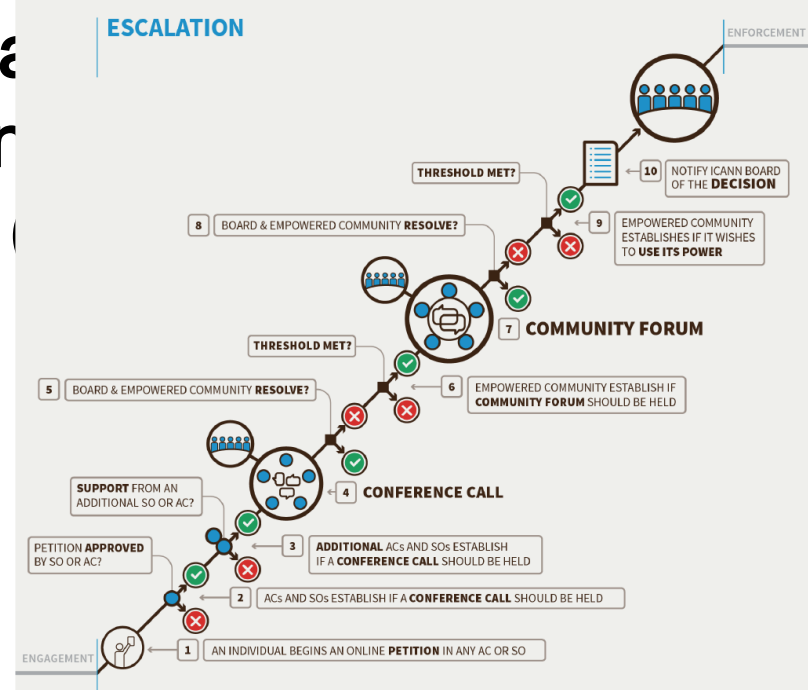 ESCALATION
ENFORCEMENT
THRESHOLD MET?
10
NOTIFY ICANN BOARD
OF THE DECISION
8
BOARD & EMPOWERED COMMUNITY RESOLVE?
9
EMPOWERED COMMUNITY
ESTABLISHES IF IT WISHES
TO USE ITS POWER
7
COMMUNITY FORUM
THRESHOLD MET?
5
BOARD & EMPOWERED COMMUNITY RESOLVE?
6
EMPOWERED COMMUNITY ESTABLISH IF
COMMUNITY FORUM SHOULD BE HELD
4
CONFERENCE CALL
SUPPORT FROM AN
ADDITIONAL SO OR AC?
3
ADDITIONAL ACs AND SOs ESTABLISH
IF A CONFERENCE CALL SHOULD BE HELD
PETITION APPROVED
BY SO OR AC?
2
ACs AND SOs ESTABLISH IF A CONFERENCE CALL SHOULD BE HELD
1
AN INDIVIDUAL BEGINS AN ONLINE PETITION IN ANY AC OR SO
ENGAGEMENT